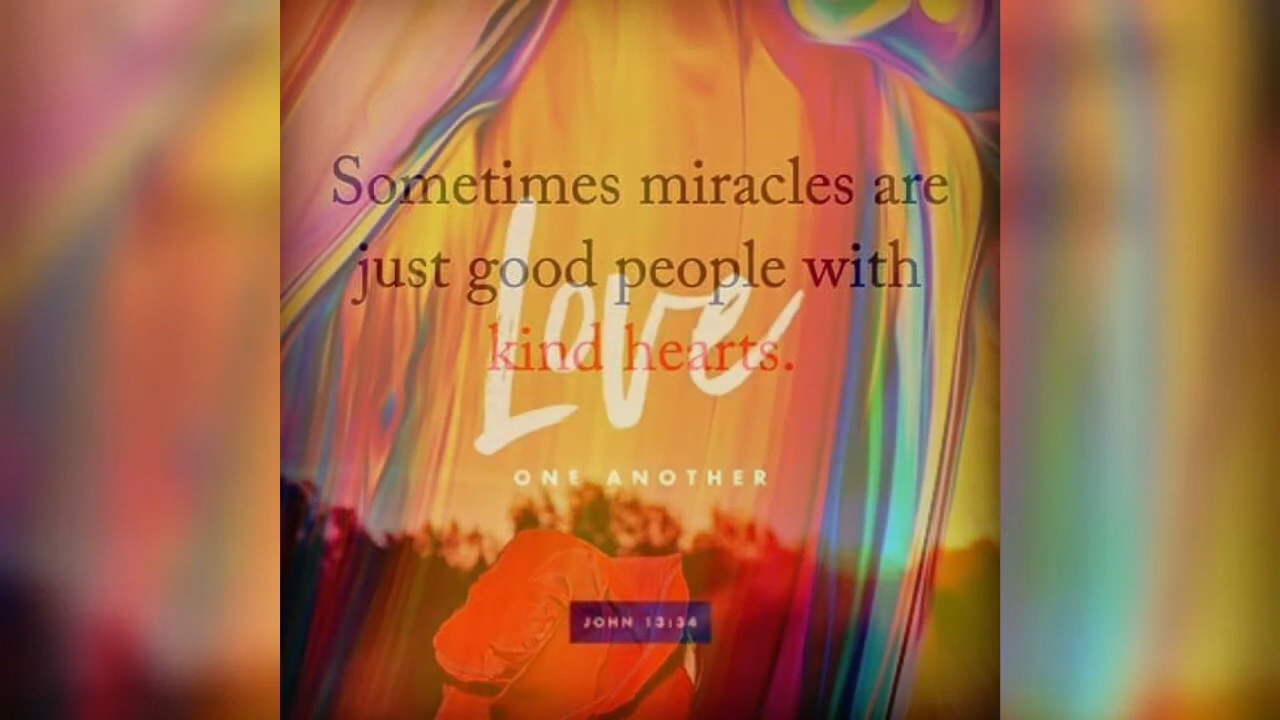 Sometimes miracles are
just good people with
kind hearts.
Love
ONE ANOTHER
JOHN 13:34